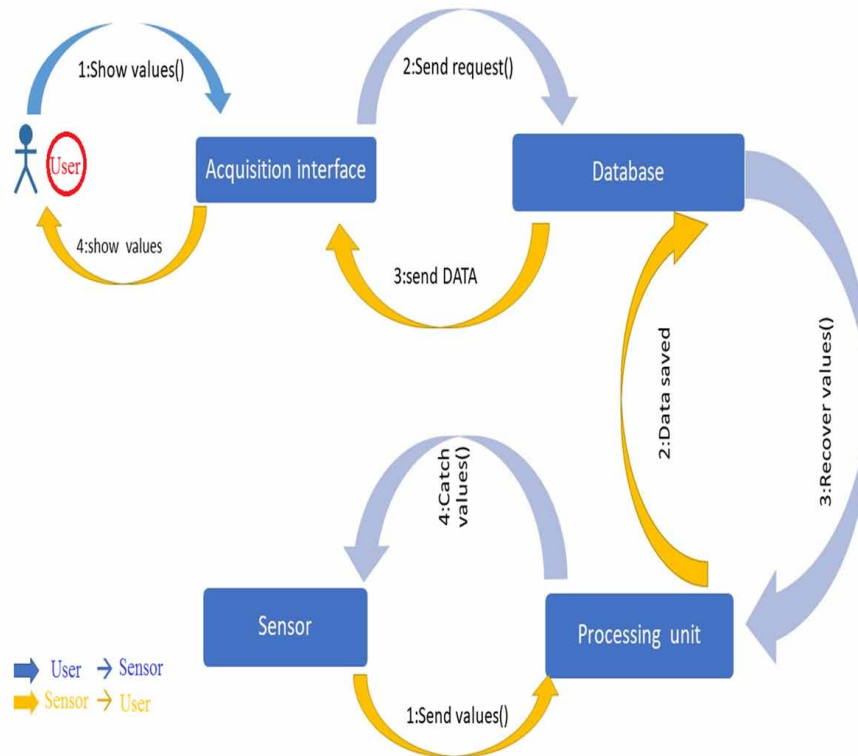 1:Show values()
2:Send request()
User
Acquisition interface
Database
4:show values
3:send DATA
2:Data saved
3:Recover values()
4:Catch
values()
Sensor
Processing unit
1:Send values()
User → Sensor
Sensor → User